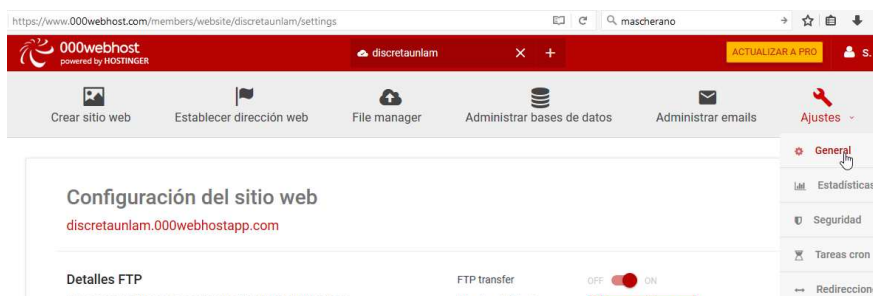 https://www.000webhost.com/members/website/discretaunlam/settings
mascherano
000webhost
powered by HOSTINGER
discretaunlam
ACTUALIZAR A PRO
S.
Crear sitio web
Establecer dirección web
File manager
Administrar bases de datos
Administrar emails
Ajustes
General
Estadísticas
Seguridad
Tareas cron
Redireccion
Configuración del sitio web
discretaunlam.000webhostapp.com
Detalles FTP
FTP transfer
OFF
ON